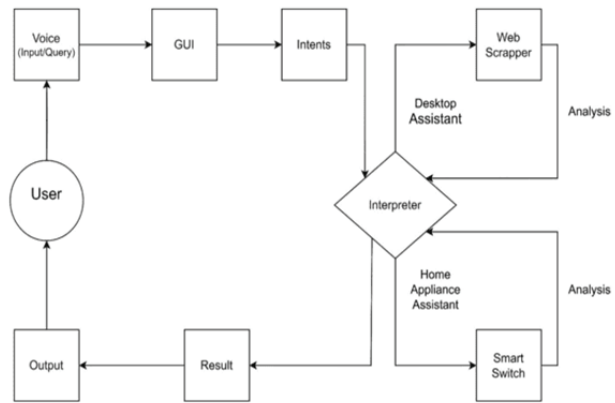 Voice
(Input/Query)
GUI
Intents
Web
Scrapper
Desktop
Assistant
Analysis
User
Interpreter
Home
Appliance
Assistant
Analysis
Output
Result
Smart
Switch